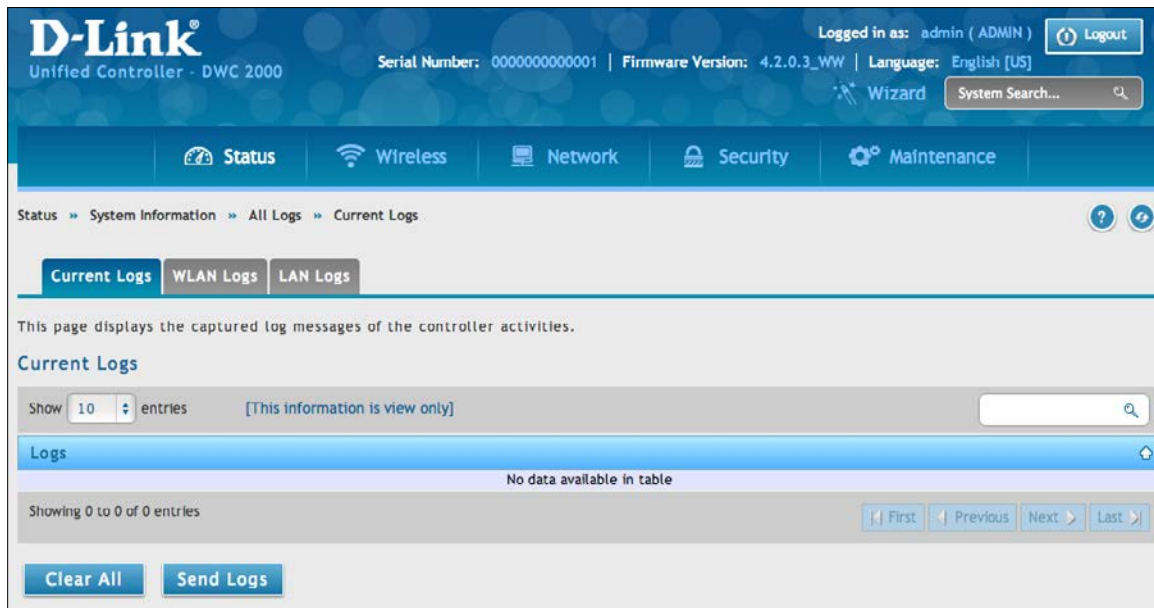 D-Link®
Unified Controller - DWC 2000
Logged in as: admin ( ADMIN )
Logout
Serial Number: 0000000000001 | Firmware Version: 4.2.0.3_WW | Language: English [US]
Wizard
System Search...
Status
Wireless
Network
Security
Maintenance
Status » System Information » All Logs » Current Logs
?
Current Logs
WLAN Logs
LAN Logs
This page displays the captured log messages of the controller activities.
Current Logs
Show 10 entries
[This information is view only]
Logs
No data available in table
Showing 0 to 0 of 0 entries
First
Previous
Next
Last
Clear All
Send Logs